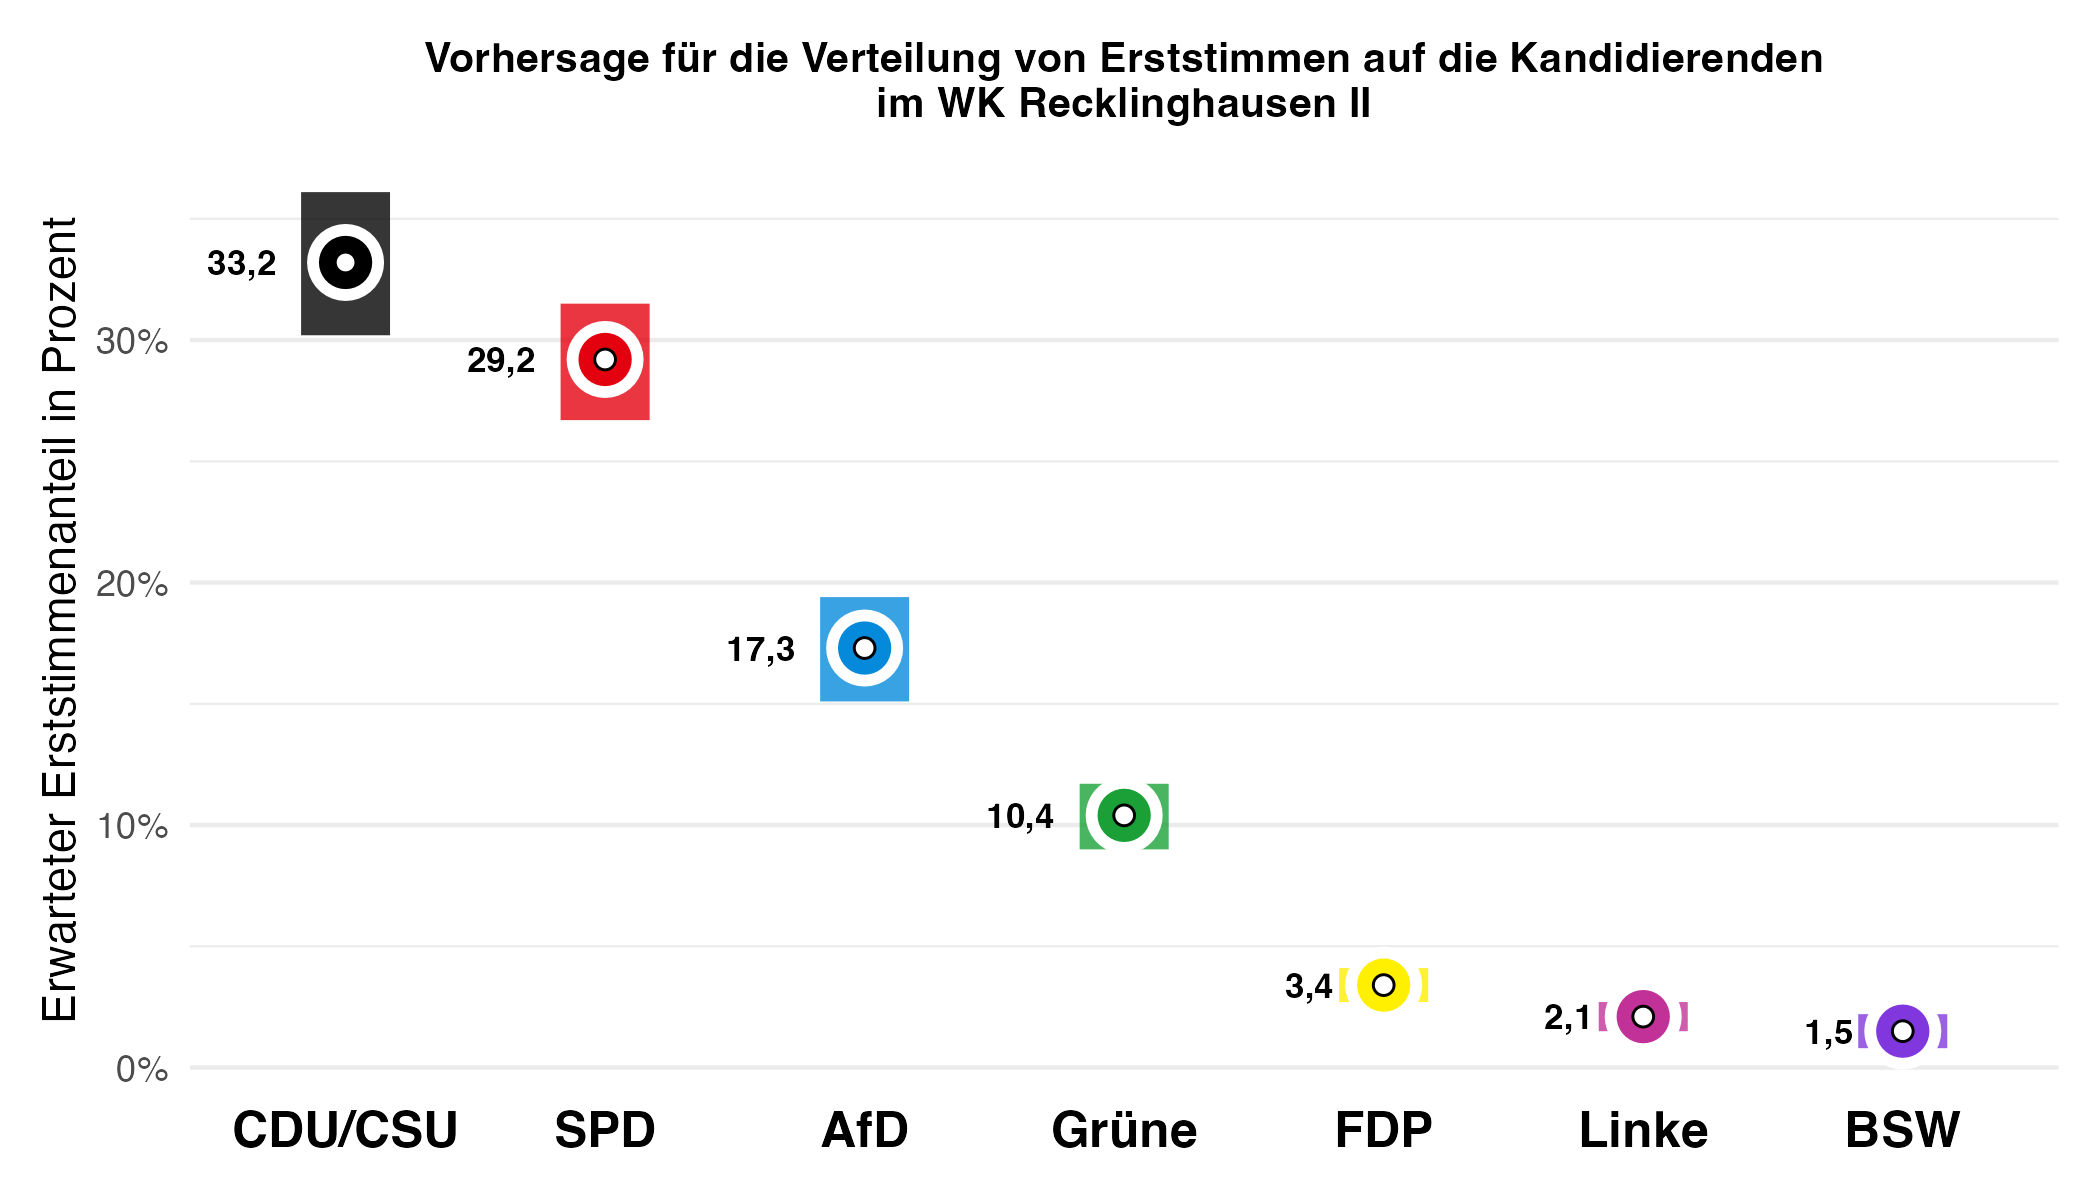 Vorhersage für die Verteilung von Erststimmen auf die Kandidierenden
im WK Recklinghausen II
Erwarteter Erststimmenanteil in Prozent
30%
20%
10%
0%
33,2
29,2
17,3
10,4
3,4
2,1
1,5
CDU/CSU
SPD
AfD
Grüne
FDP
Linke
BSW